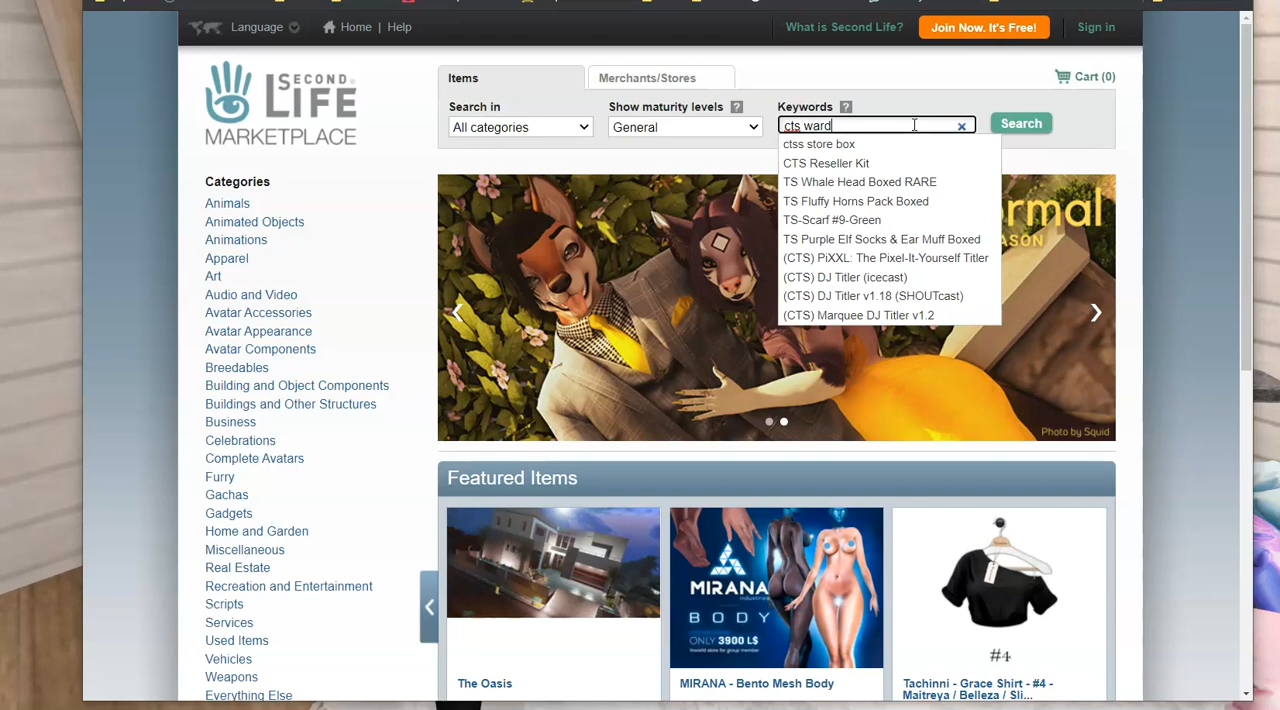 Language
Home | Help
What is Second Life?
Join Now. It's Free!
Sign in
SECOND
LIFE
MARKETPLACE
Items
Merchants/Stores
Cart (0)
Search in
Show maturity levels ?
Keywords ?
All categories
General
cts ward
Search
ctss store box
CTS Reseller Kit
TS Whale Head Boxed RARE
TS Fluffy Horns Pack Boxed
TS-Scarf #9-Green
TS Purple Elf Socks & Ear Muff Boxed
(CTS) PiXXL: The Pixel-It-Yourself Titler
(CTS) DJ Titler (icecast)
(CTS) DJ Titler v1.18 (SHOUTcast)
(CTS) Marquee DJ Titler v1.2
Categories
Animals
Animated Objects
Animations
Apparel
Art
Audio and Video
Avatar Accessories
Avatar Appearance
Avatar Components
Breedables
Building and Object Components
Buildings and Other Structures
Business
Celebrations
Complete Avatars
Furry
Gachas
Gadgets
Home and Garden
Miscellaneous
Real Estate
Recreation and Entertainment
Scripts
Services
Used Items
Vehicles
Weapons
Everything Else
Photo by Squid
Featured Items
MIRANA
BODY
ONLY 3900 L$
#4
The Oasis
MIRANA - Bento Mesh Body
Tachinni - Grace Shirt - #4 -
Maitreya / Belleza / Sli...